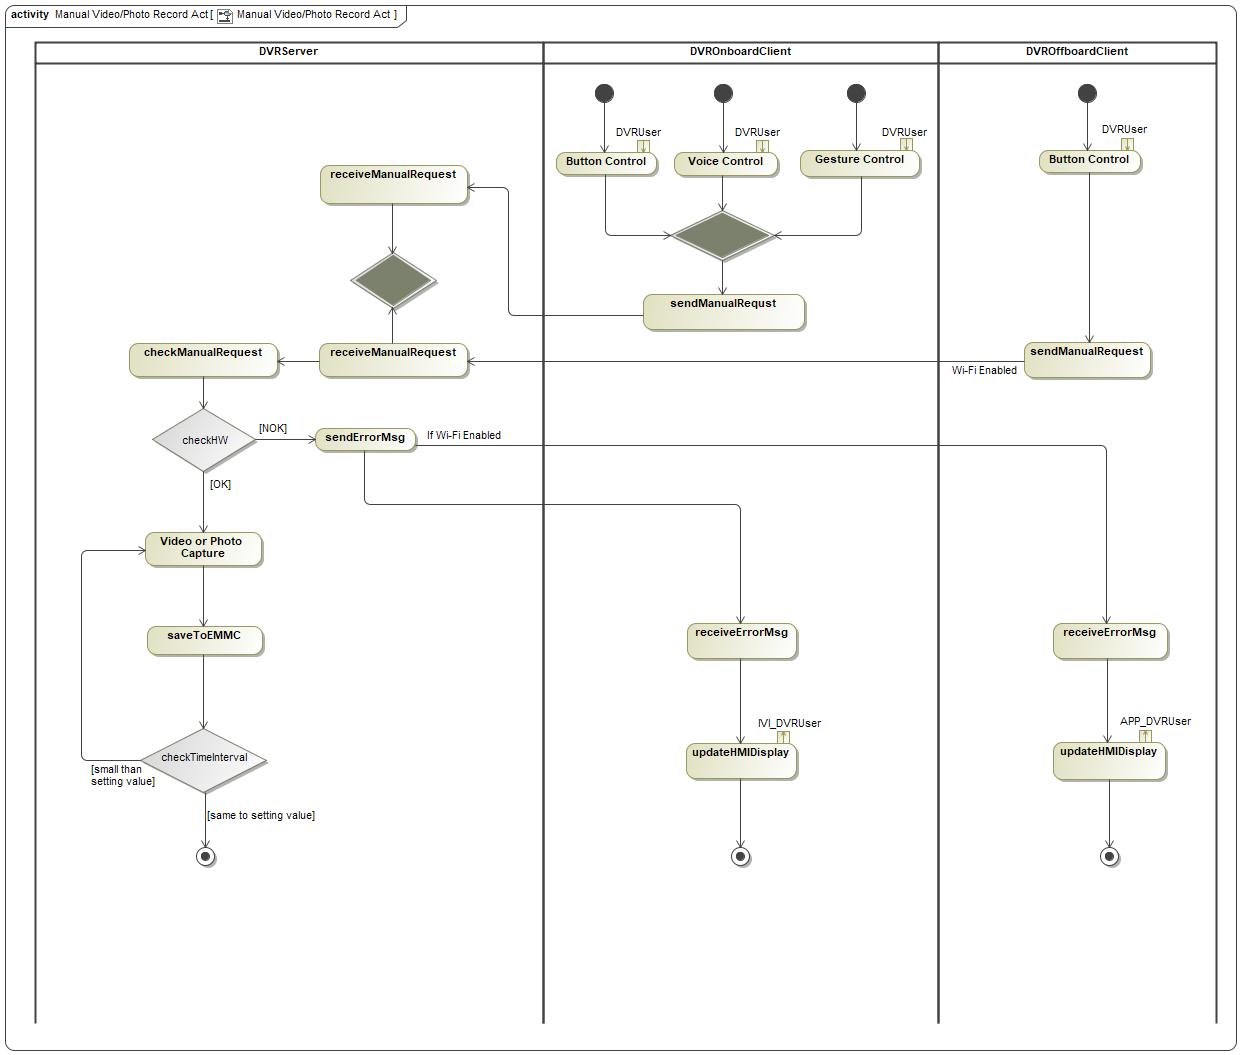 activity Manual Video/Photo Record Act [ Manual Video/Photo Record Act ]
DVRServer
DVROnboardClient
DVROffboardClient
DVRUser
DVRUser
DVRUser
DVRUser
Button Control
Voice Control
Gesture Control
Button Control
receiveManualRequest
sendManualRequst
checkManualRequest
receiveManualRequest
sendManualRequest
Wi-Fi Enabled
checkHW
[NOK]
sendErrorMsg
If Wi-Fi Enabled
[OK]
Video or Photo
Capture
saveToEMMC
receiveErrorMsg
receiveErrorMsg
IVI_DVRUser
APP_DVRUser
updateHMIDisplay
updateHMIDisplay
checkTimeInterval
[small than
setting value]
[same to setting value]